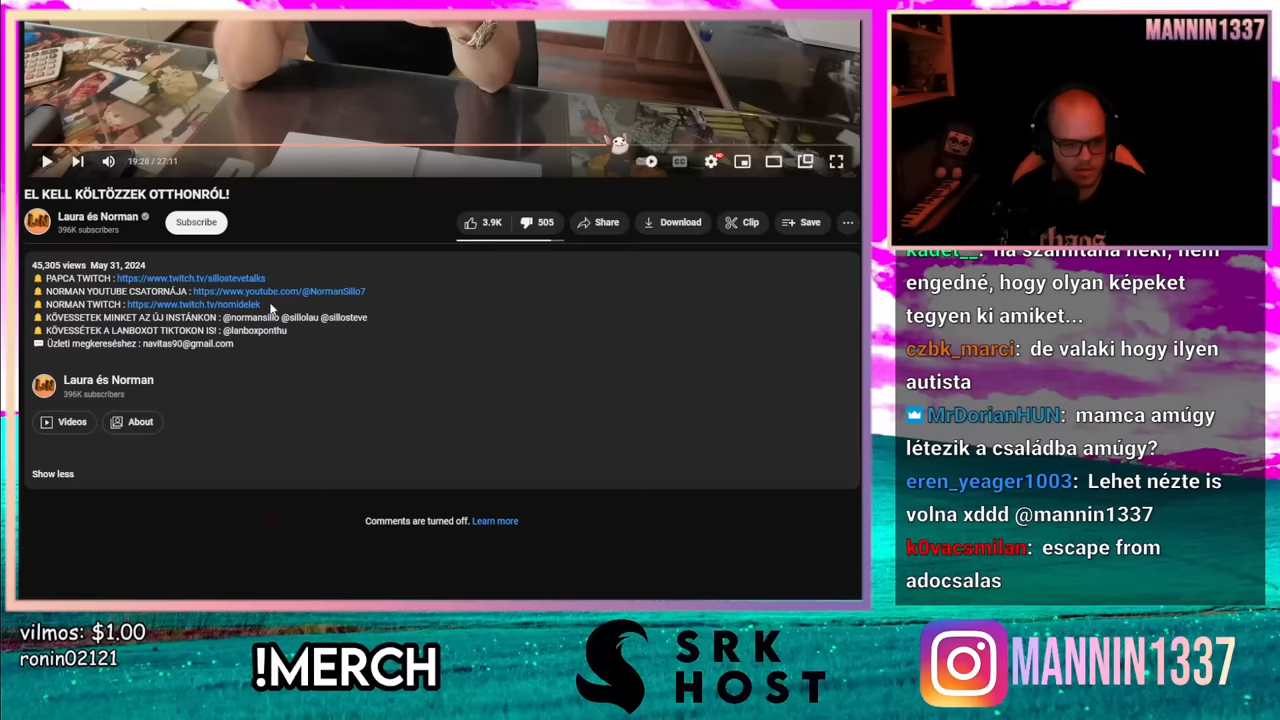 MANNIN1337
19:28 / 27:11
CC
HD
EL KELL KÖLTÖZZEK OTTHONRÓL!
Laura és Norman
396K subscribers
Subscribe
3.9K
505
Share
Download
Clip
Save
45,305 views May 31, 2024
PAPCA TWITCH : https://www.twitch.tv/sillostevetalks
NORMAN YOUTUBE CSATORNÁJA : https://www.youtube.com/@NormanSillo7
NORMAN TWITCH : https://www.twitch.tv/nomidelek
KÖVESSETEK MINKET AZ ÚJ INSTÁNKON : @normansillo @sillolau @sillosteve
KÖVESSÉTEK A LANBOXOT TIKTOKON IS! : @lanboxponthu
Üzleti megkereséshez : navitas90@gmail.com
Laura és Norman
396K subscribers
Videos
About
Show less
Comments are turned off. Learn more
kadet__: ha számítana neki, nem
engedné, hogy olyan képeket
tegyen ki amiket...
czbk_marci: de valaki hogy ilyen
autista
MrDorianHUN: mamca amúgy
létezik a családba amúgy?
eren_yeager1003: Lehet nézte is
volna xddd @mannin1337
k0vacsmilan: escape from
adocsalas
vilmos: $1.00
ronin02121
!MERCH
SRK
HOST
MANNIN1337